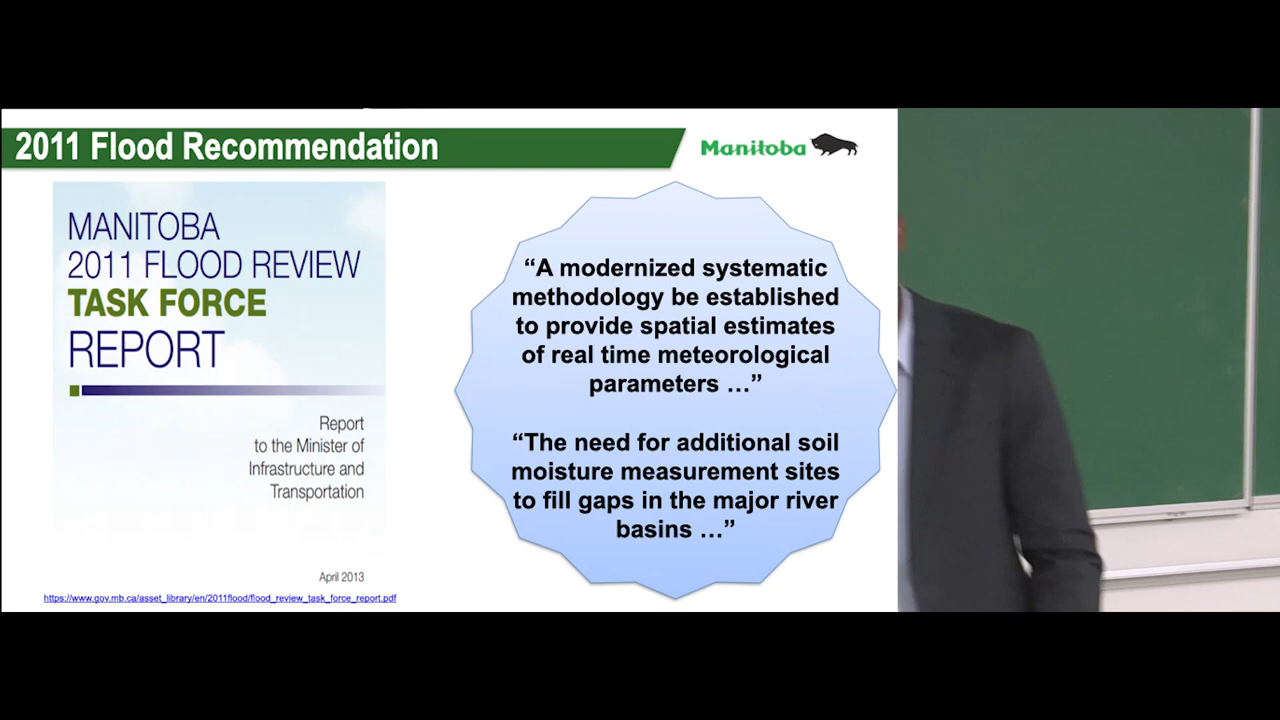 2011 Flood Recommendation
Manitoba
MANITOBA
2011 FLOOD REVIEW
TASK FORCE
REPORT
Report
to the Minister of
Infrastructure and
Transportation
April 2013
https://www.gov.mb.ca/asset_library/en/2011flood/flood_review_task_force_report.pdf
“A modernized systematic
methodology be established
to provide spatial estimates
of real time meteorological
parameters …”
“The need for additional soil
moisture measurement sites
to fill gaps in the major river
basins …”